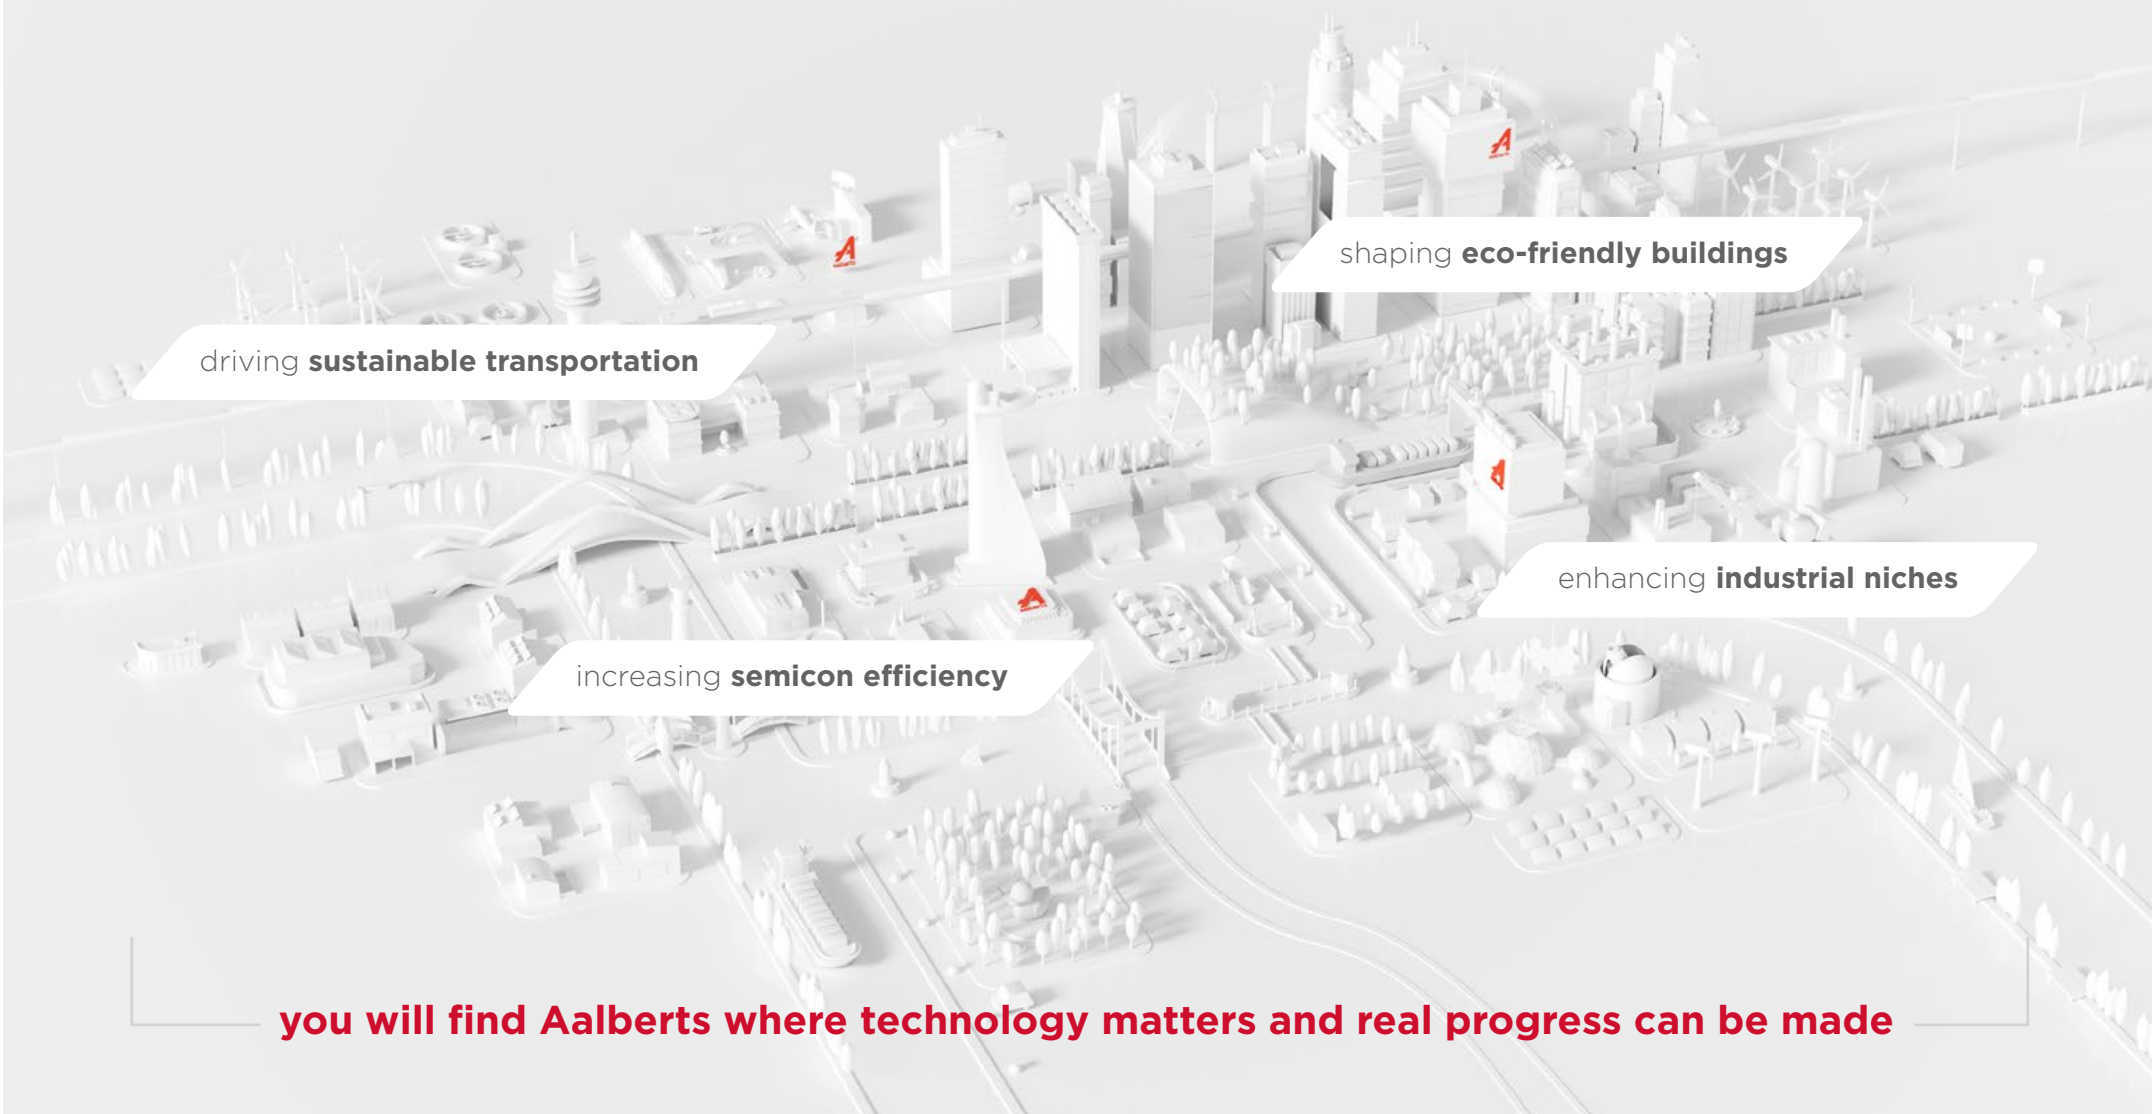 shaping eco-friendly buildings
driving sustainable transportation
enhancing industrial niches
increasing semicon efficiency
you will find Aalberts where technology matters and real progress can be made